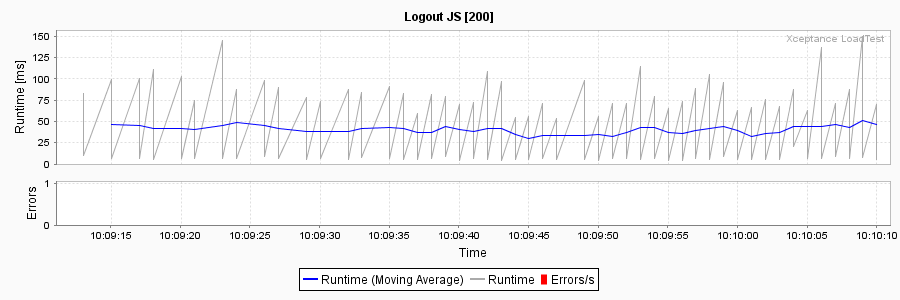 Logout JS [200]
Xceptance LoadTest
Runtime [ms]
150
125
100
75
50
25
0
Errors
1
0
10:09:15 10:09:20 10:09:25 10:09:30 10:09:35 10:09:40 10:09:45 10:09:50 10:09:55 10:10:00 10:10:05 10:10:10
Time
Runtime (Moving Average) Runtime Errors/s